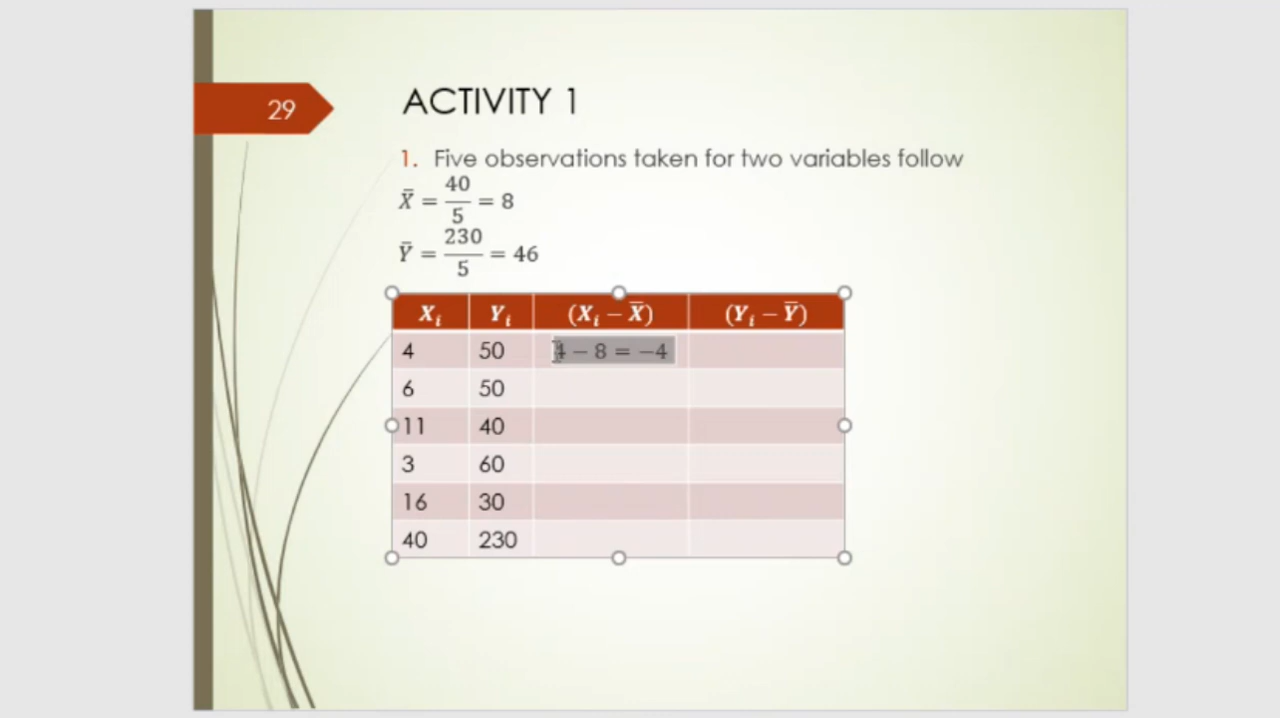 29
ACTIVITY 1
1. Five observations taken for two variables follow
X̄ = 40/5 = 8
Ȳ = 230/5 = 46
Xᵢ Yᵢ (Xᵢ − X̄) (Yᵢ − Ȳ)
4 50 4 − 8 = −4
6 50
11 40
3 60
16 30
40 230